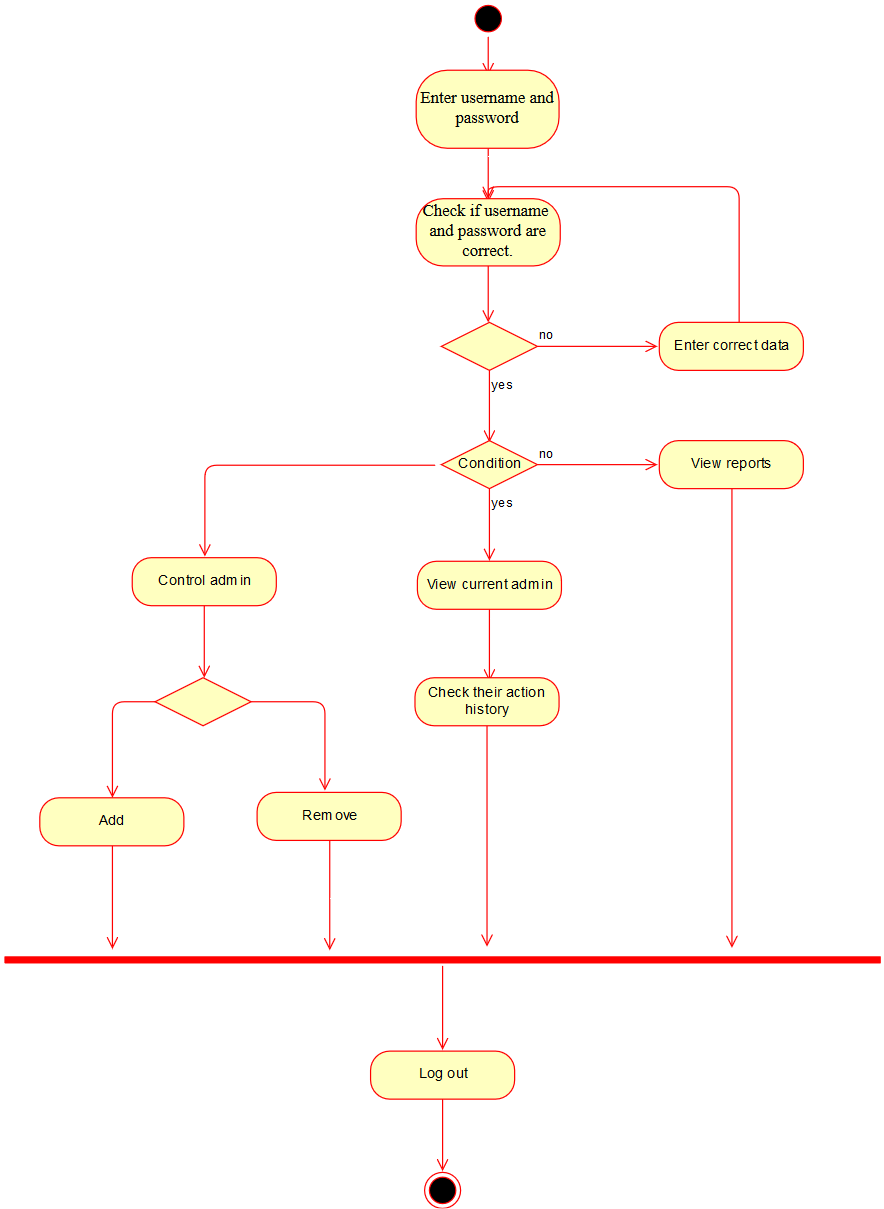 Enter username and
password
Check if username
and password are
correct.
no
Enter correct data
yes
Condition
no
View reports
yes
Control admin
View current admin
Check their action
history
Add
Remove
Log out